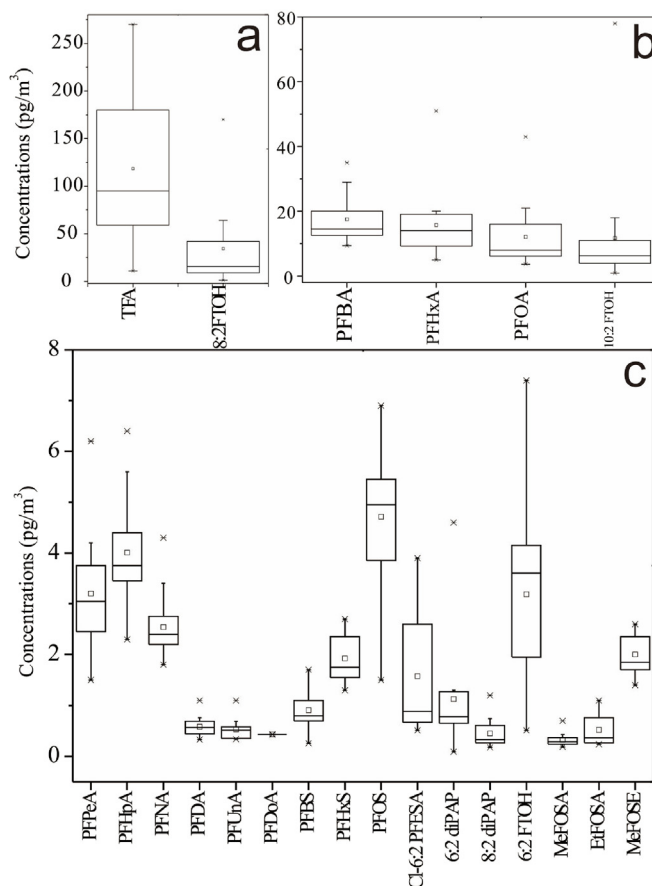 a
Concentrations (pg/m³)
250
200
150
100
50
0
TFA
8:2FTOH
b
80
60
40
20
0
PFBA
PFHxA
PFOA
10:2 FTOH
c
Concentrations (pg/m³)
8
6
4
2
0
PFPeA
PFHpA
PFNA
PFDA
PFUnA
PFDoA
PFBS
PFHxS
PFOS
Cl-6:2 PFESA
6:2 diPAP
8:2 diPAP
6:2 FTOH
MeFOSA
EtFOSA
MeFOSE